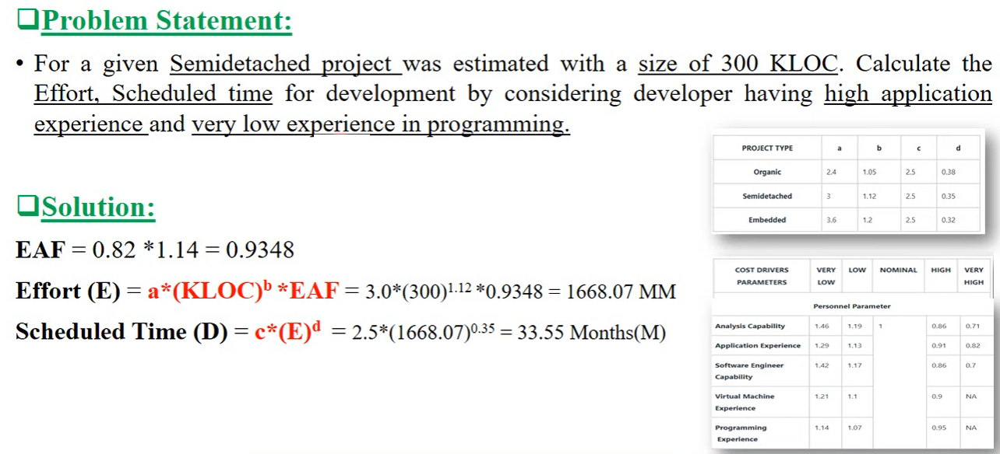 ❑Problem Statement:
• For a given Semidetached project was estimated with a size of 300 KLOC. Calculate the
Effort, Scheduled time for development by considering developer having high application
experience and very low experience in programming.
PROJECT TYPE a b c d
Organic 2.4 1.05 2.5 0.38
Semidetached 3 1.12 2.5 0.35
Embedded 3.6 1.2 2.5 0.32
❑Solution:
EAF = 0.82 *1.14 = 0.9348
Effort (E) = a*(KLOC)ᵇ *EAF = 3.0*(300)¹·¹² *0.9348 = 1668.07 MM
Scheduled Time (D) = c*(E)ᵈ = 2.5*(1668.07)⁰·³⁵ = 33.55 Months(M)
COST DRIVERS VERY LOW NOMINAL HIGH VERY
PARAMETERS LOW HIGH
Personnel Parameter
Analysis Capability 1.46 1.19 1 0.86 0.71
Application Experience 1.29 1.13 0.91 0.82
Software Engineer 1.42 1.17 0.86 0.7
Capability
Virtual Machine 1.21 1.1 0.9 NA
Experience
Programming 1.14 1.07 0.95 NA
Experience